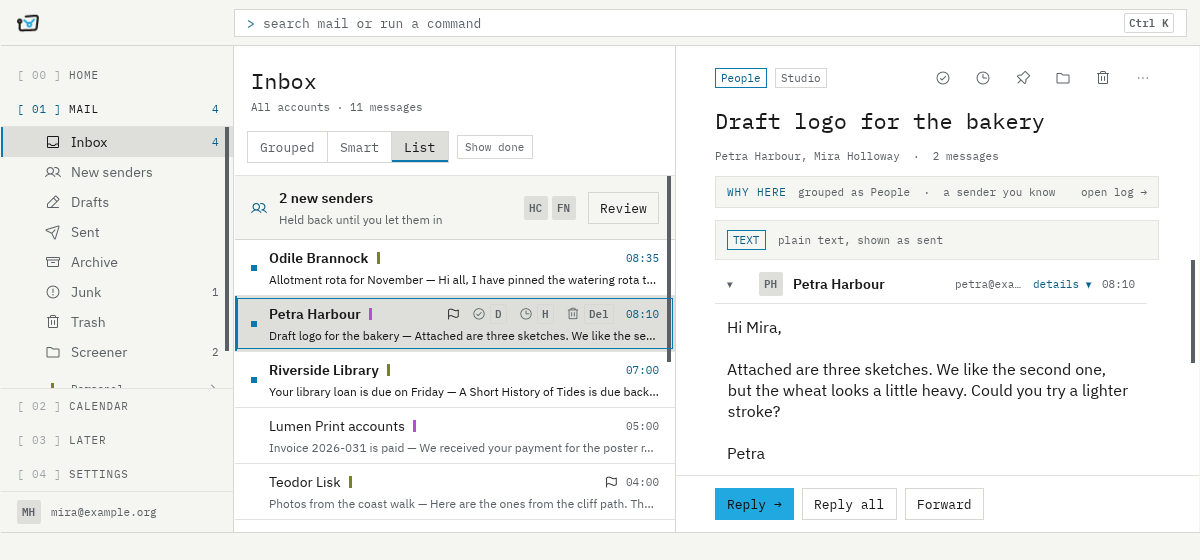 > search mail or run a command
Ctrl K
[ 00 ] HOME
[ 01 ] MAIL 4
Inbox 4
New senders
Drafts
Sent
Archive
Junk 1
Trash
Screener 2
[ 02 ] CALENDAR
[ 03 ] LATER
[ 04 ] SETTINGS
MH mira@example.org
Inbox
All accounts · 11 messages
Grouped Smart List Show done
2 new senders
Held back until you let them in
HC FN Review
Odile Brannock 08:35
Allotment rota for November — Hi all, I have pinned the watering rota t…
Petra Harbour D H Del 08:10
Draft logo for the bakery — Attached are three sketches. We like the se…
Riverside Library 07:00
Your library loan is due on Friday — A Short History of Tides is due back…
Lumen Print accounts 05:00
Invoice 2026-031 is paid — We received your payment for the poster r…
Teodor Lisk 04:00
Photos from the coast walk — Here are the ones from the cliff path. Th…
People Studio
Draft logo for the bakery
Petra Harbour, Mira Holloway · 2 messages
WHY HERE grouped as People · a sender you know open log →
TEXT plain text, shown as sent
PH Petra Harbour petra@exa… details ▾ 08:10
Hi Mira,
Attached are three sketches. We like the second one,
but the wheat looks a little heavy. Could you try a lighter
stroke?
Petra
Reply → Reply all Forward